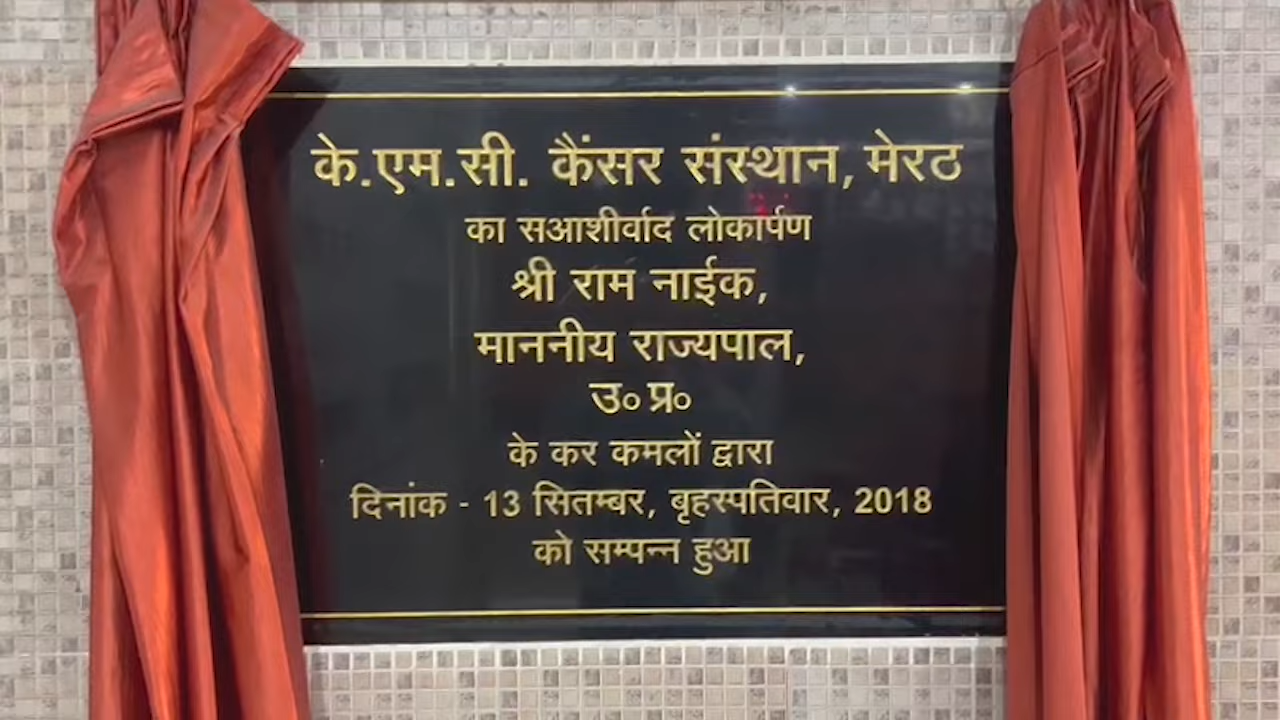 के.एम.सी. कैंसर संस्थान, मेरठ
का सआशीर्वाद लोकार्पण
श्री राम नाईक,
माननीय राज्यपाल,
उ० प्र०
के कर कमलों द्वारा
दिनांक - 13 सितम्बर, बृहस्पतिवार, 2018
को सम्पन्न हुआ